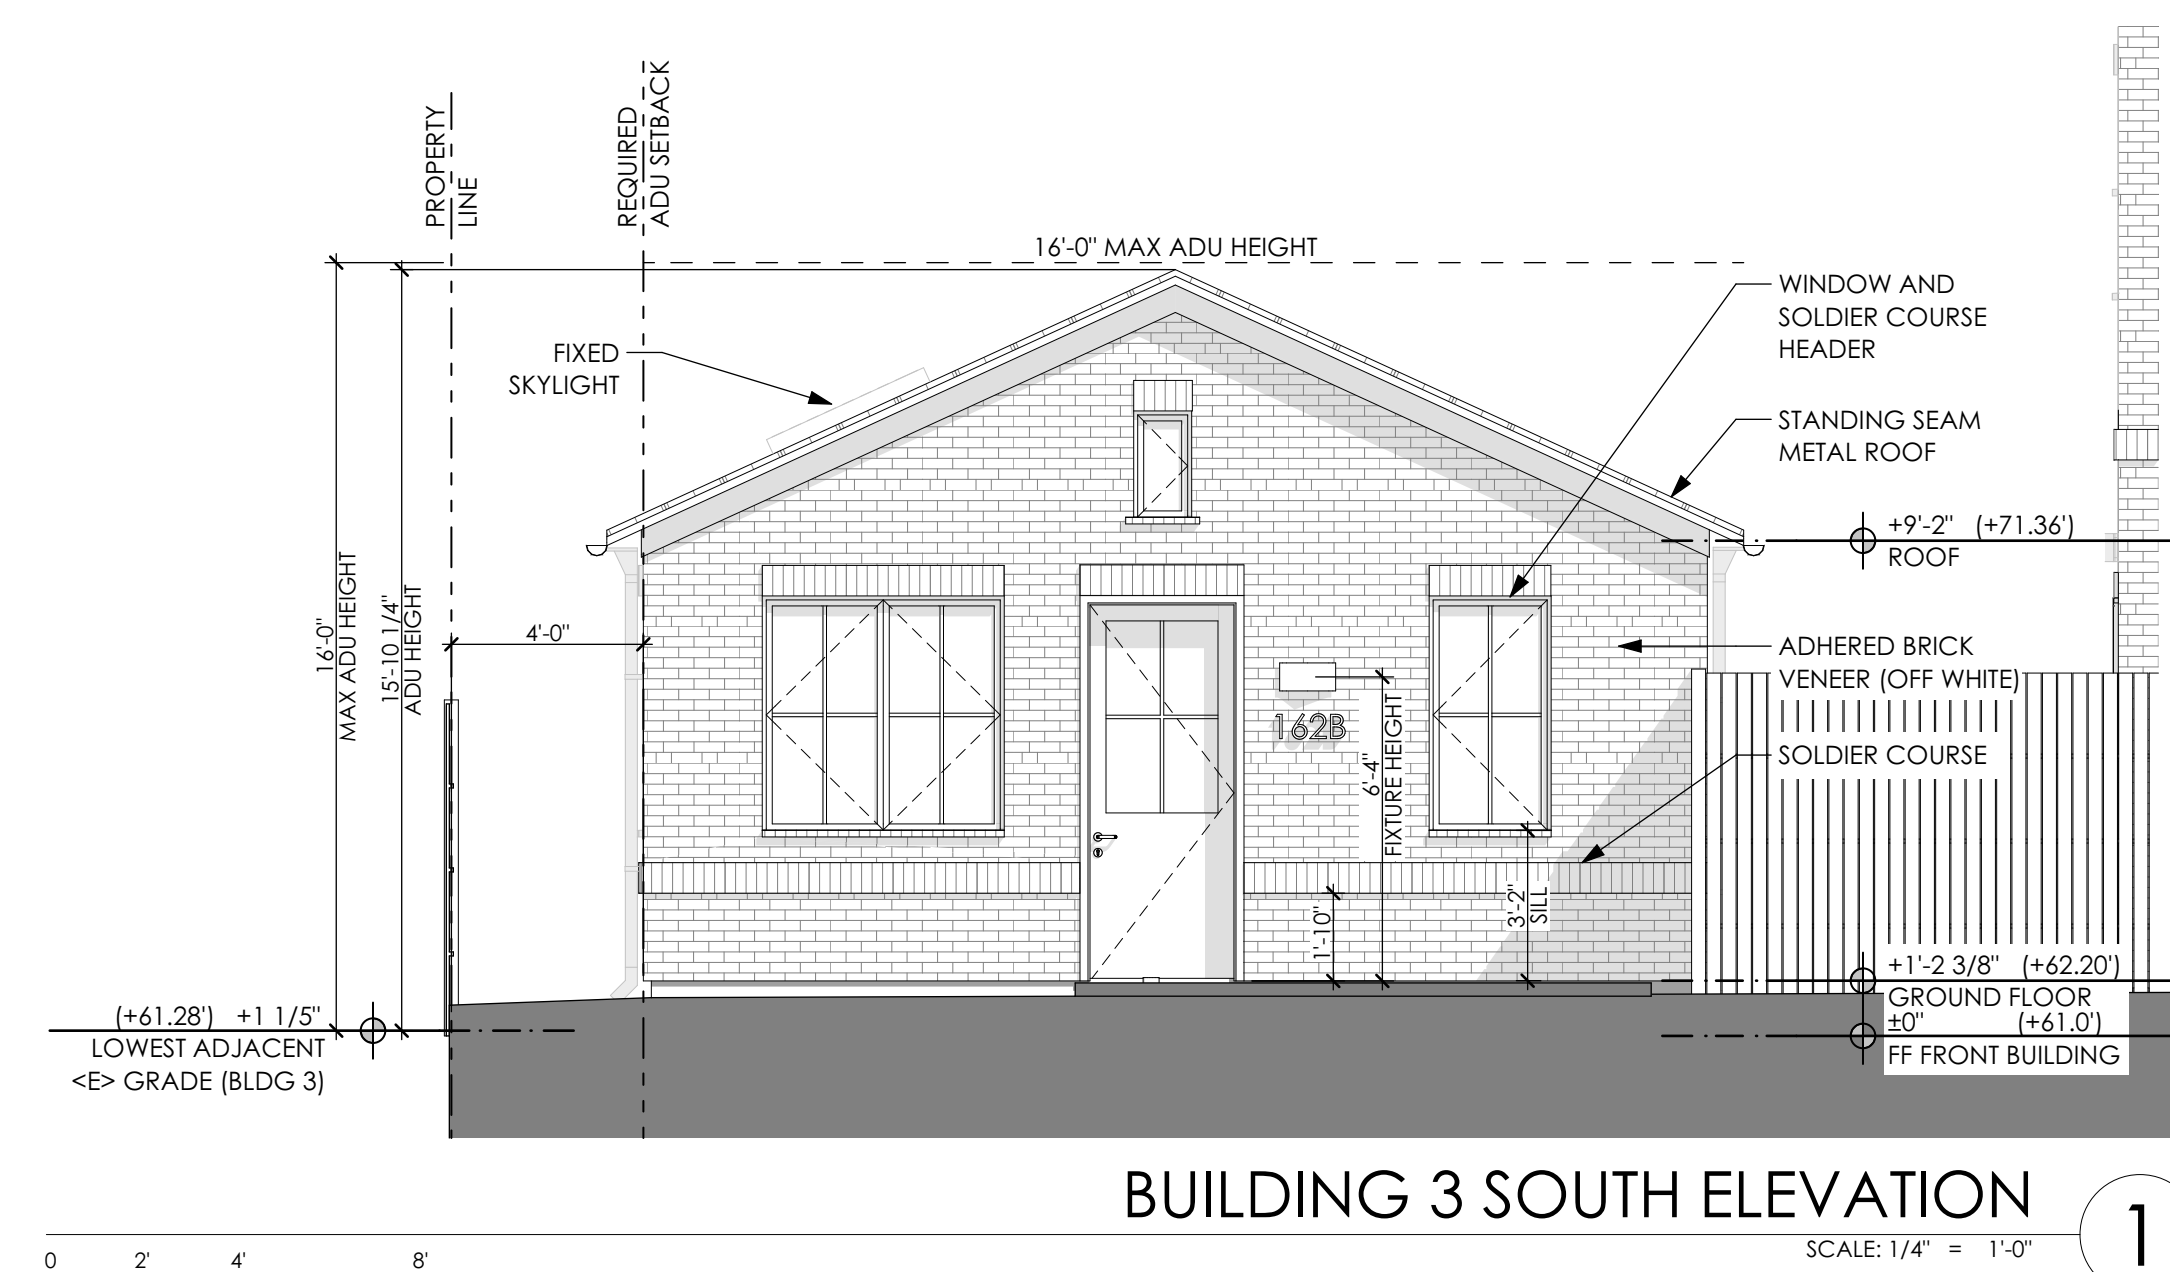 PROPERTY
LINE
REQUIRED
ADU SETBACK
16'-0" MAX ADU HEIGHT
WINDOW AND
SOLDIER COURSE
HEADER
FIXED
SKYLIGHT
STANDING SEAM
METAL ROOF
+9'-2" (+71.36')
ROOF
16'-0"
MAX ADU HEIGHT
15'-10 1/4"
ADU HEIGHT
4'-0"
ADHERED BRICK
VENEER (OFF WHITE)
162B
6'-4"
FIXTURE HEIGHT
SOLDIER COURSE
1'-10"
3'-2"
SILL
+1'-2 3/8" (+62.20')
GROUND FLOOR
±0" (+61.0')
FF FRONT BUILDING
(+61.28') +1 1/5"
LOWEST ADJACENT
<E> GRADE (BLDG 3)
BUILDING 3 SOUTH ELEVATION
1
SCALE: 1/4" = 1'-0"
0 2' 4' 8'